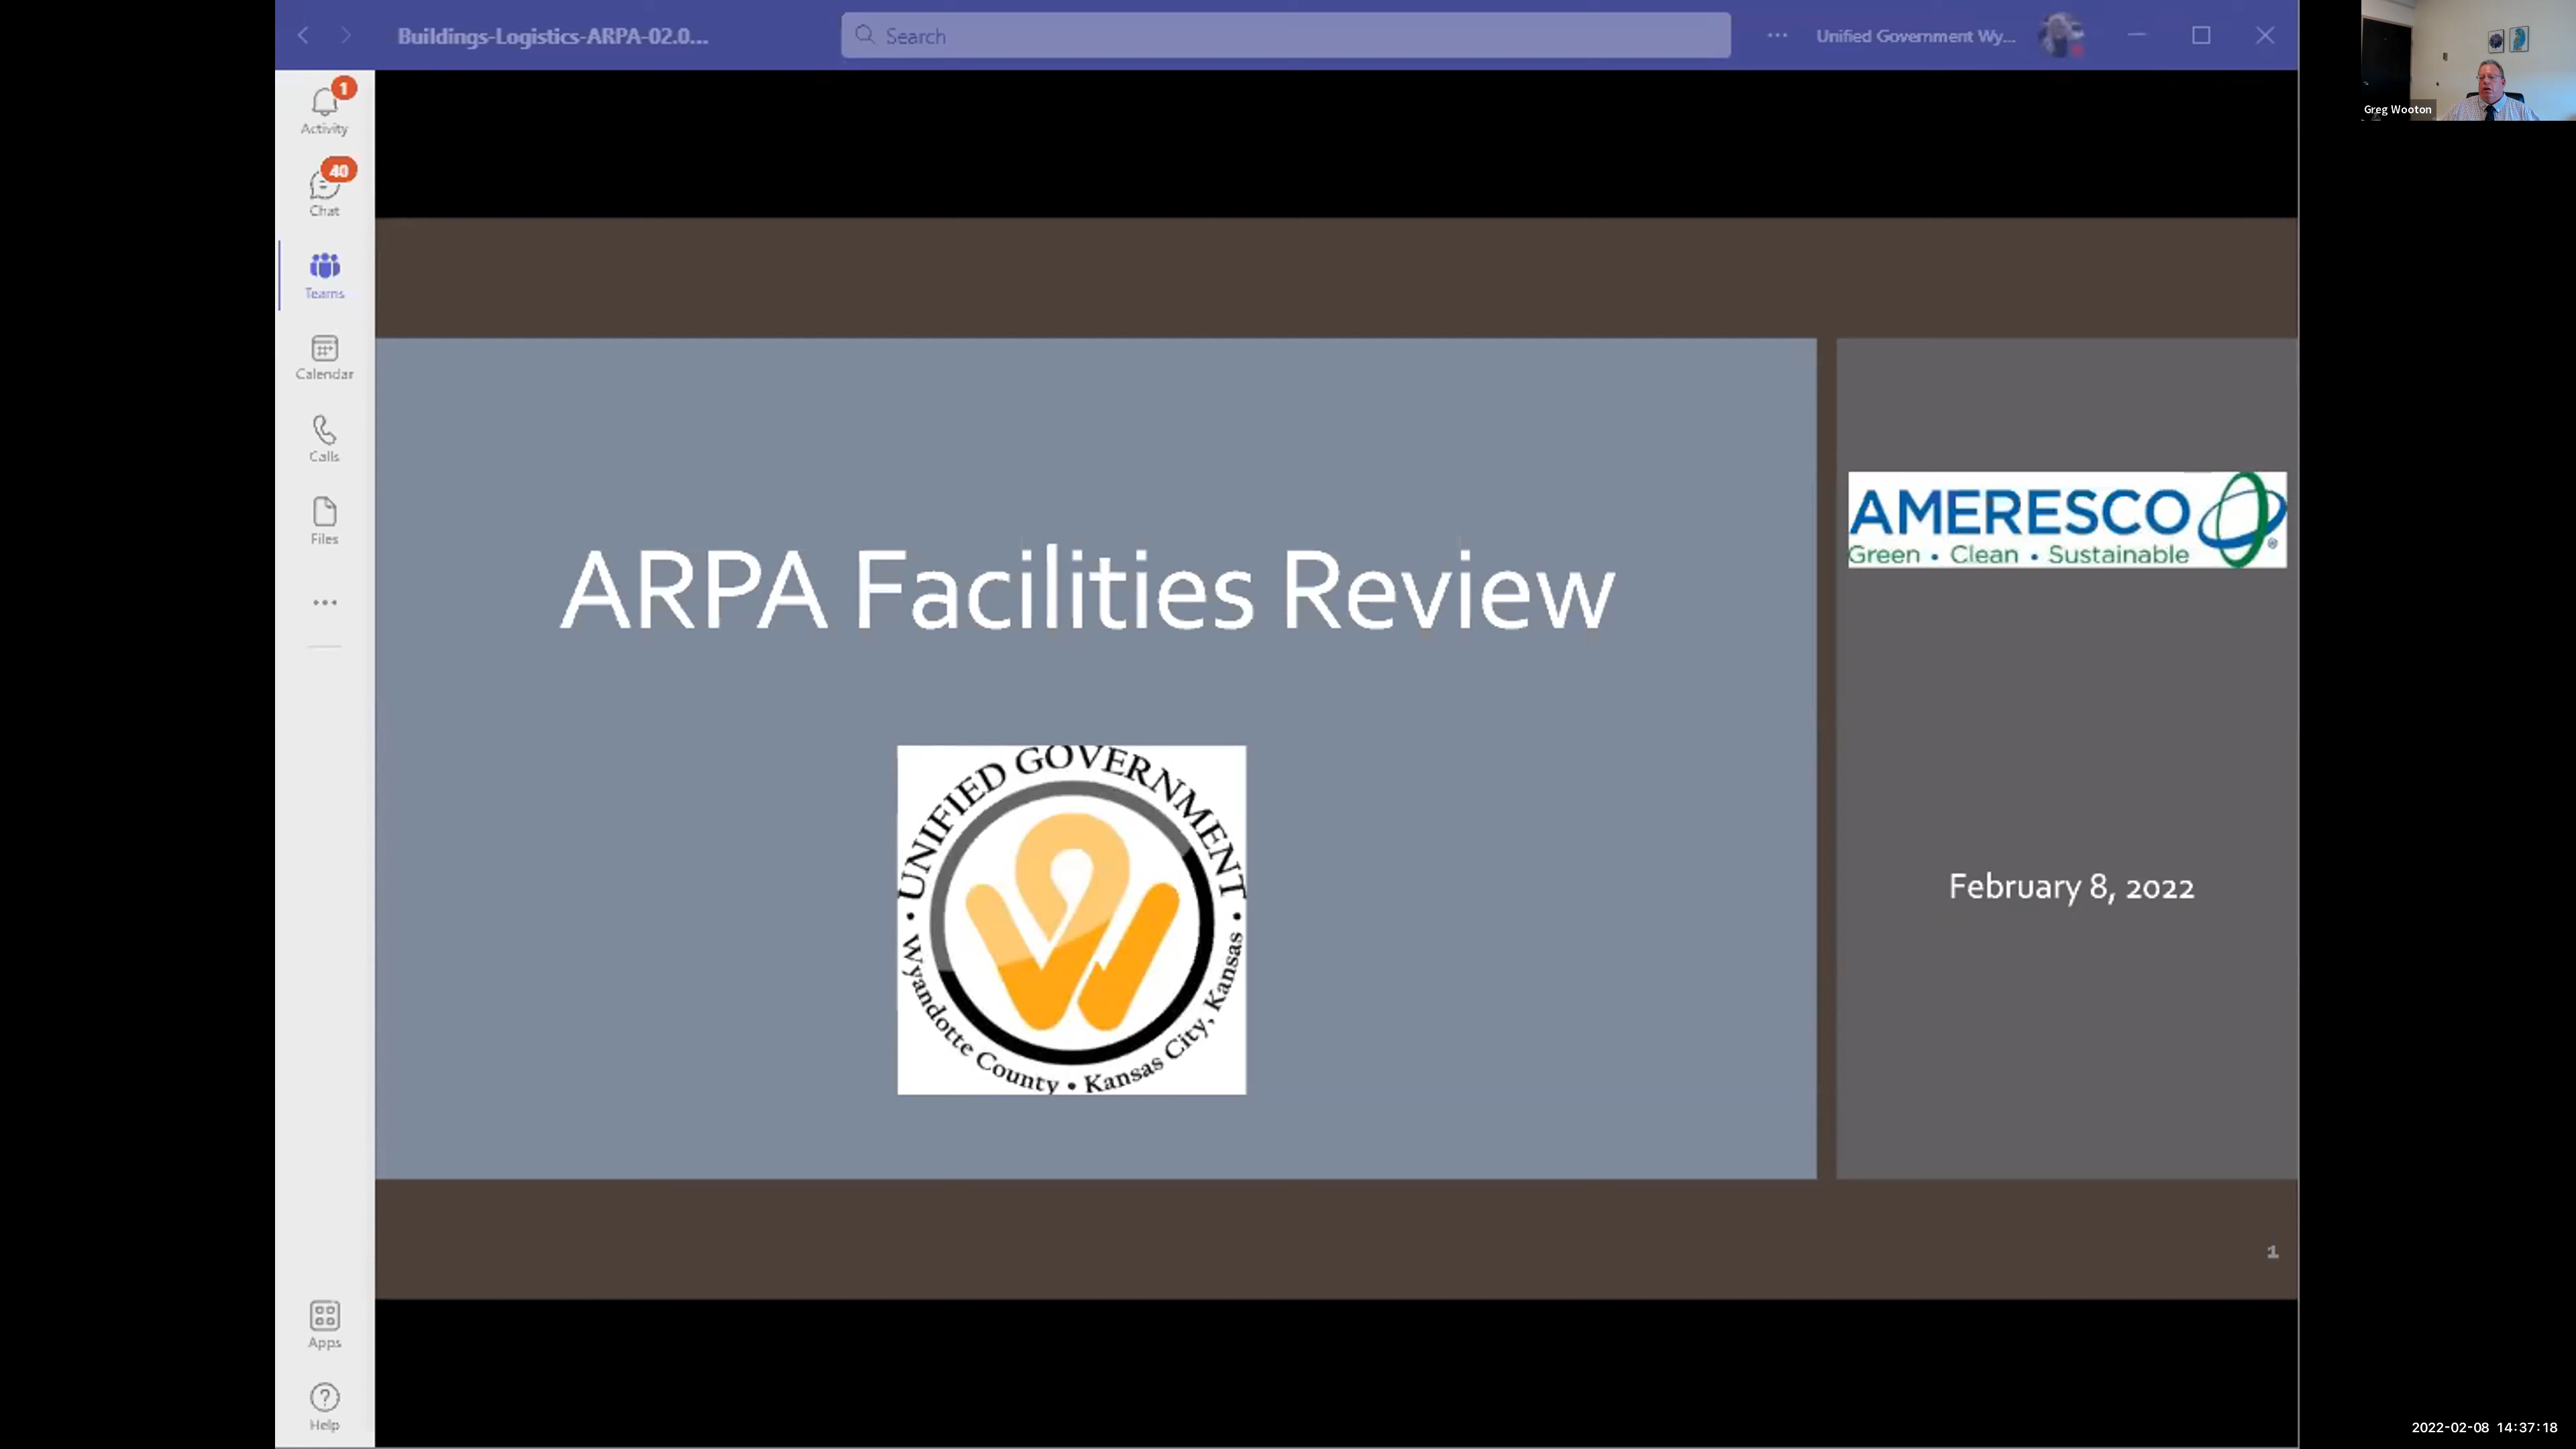 Buildings-Logistics-ARPA-02.0...
Search
Unified Government Wy...
1
Activity
40
Chat
Teams
Calendar
Calls
Files
Apps
Help
ARPA Facilities Review
UNIFIED GOVERNMENT
Wyandotte County • Kansas City, Kansas
AMERESCO
Green • Clean • Sustainable
February 8, 2022
1
Greg Wooton
2022-02-08 14:37:18